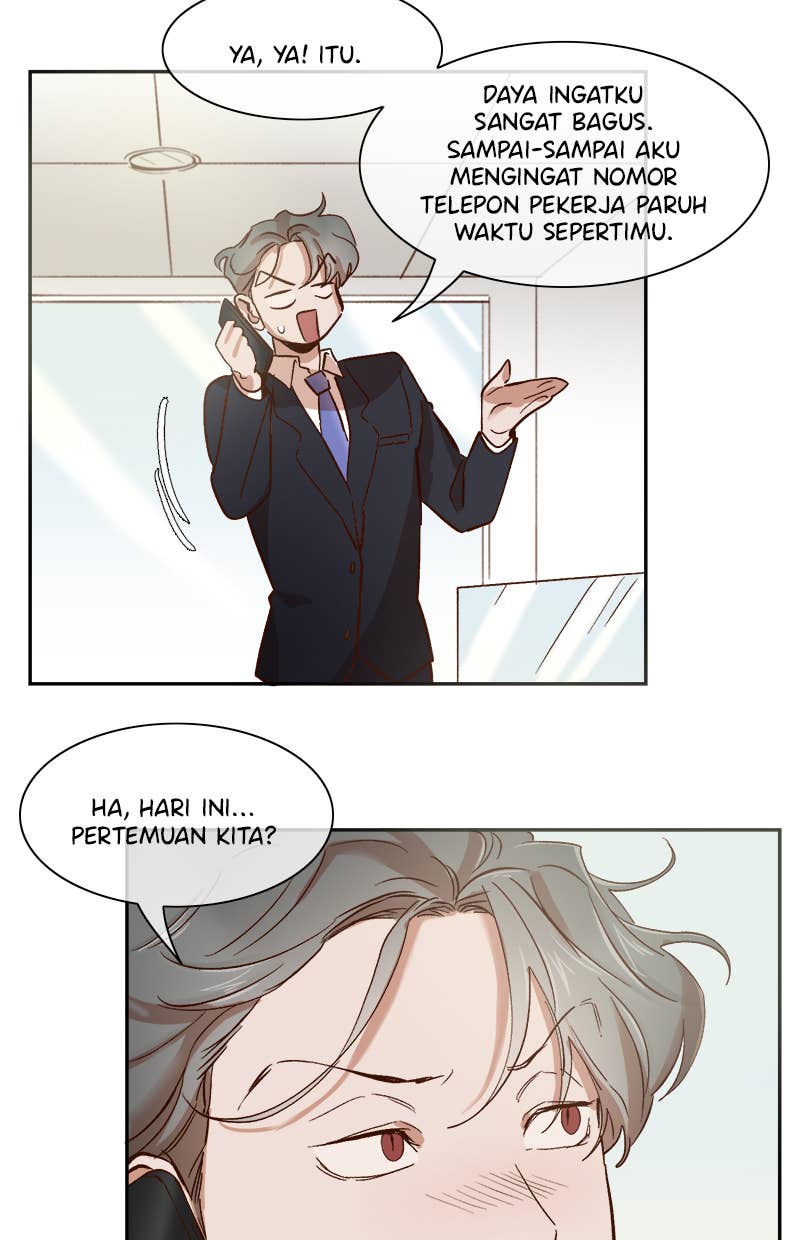 YA, YA! ITU.
DAYA INGATKU
SANGAT BAGUS.
SAMPAI-SAMPAI AKU
MENGINGAT NOMOR
TELEPON PEKERJA PARUH
WAKTU SEPERTIMU.
HA, HARI INI...
PERTEMUAN KITA?